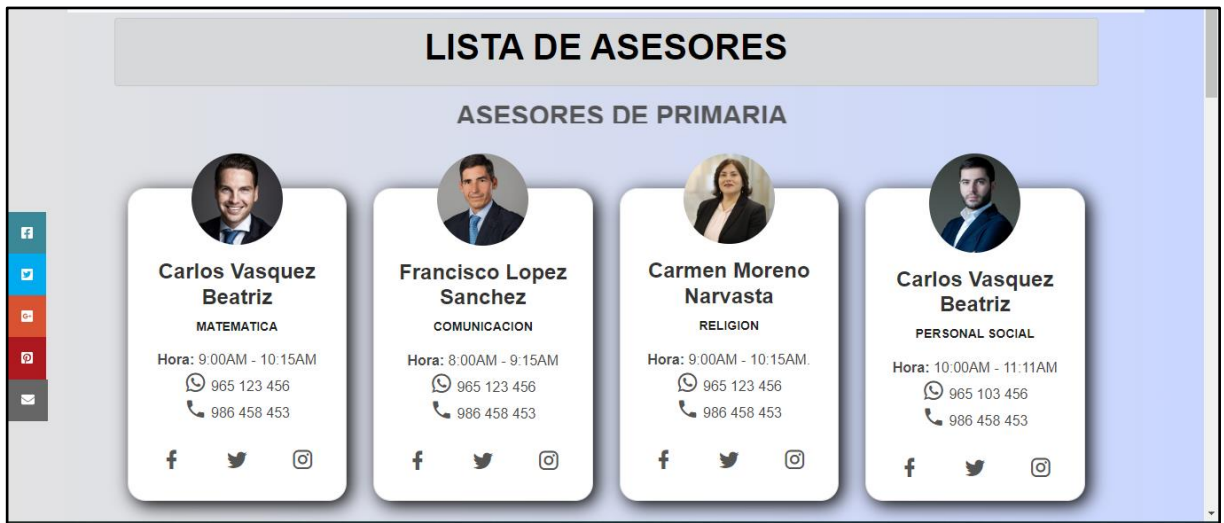 LISTA DE ASESORES
ASESORES DE PRIMARIA
Carlos Vasquez
Beatriz
MATEMATICA
Hora: 9:00AM - 10:15AM
965 123 456
986 458 453
Francisco Lopez
Sanchez
COMUNICACION
Hora: 8:00AM - 9:15AM
965 123 456
986 458 453
Carmen Moreno
Narvasta
RELIGION
Hora: 9:00AM - 10:15AM.
965 123 456
986 458 453
Carlos Vasquez
Beatriz
PERSONAL SOCIAL
Hora: 10:00AM - 11:11AM
965 103 456
986 458 453